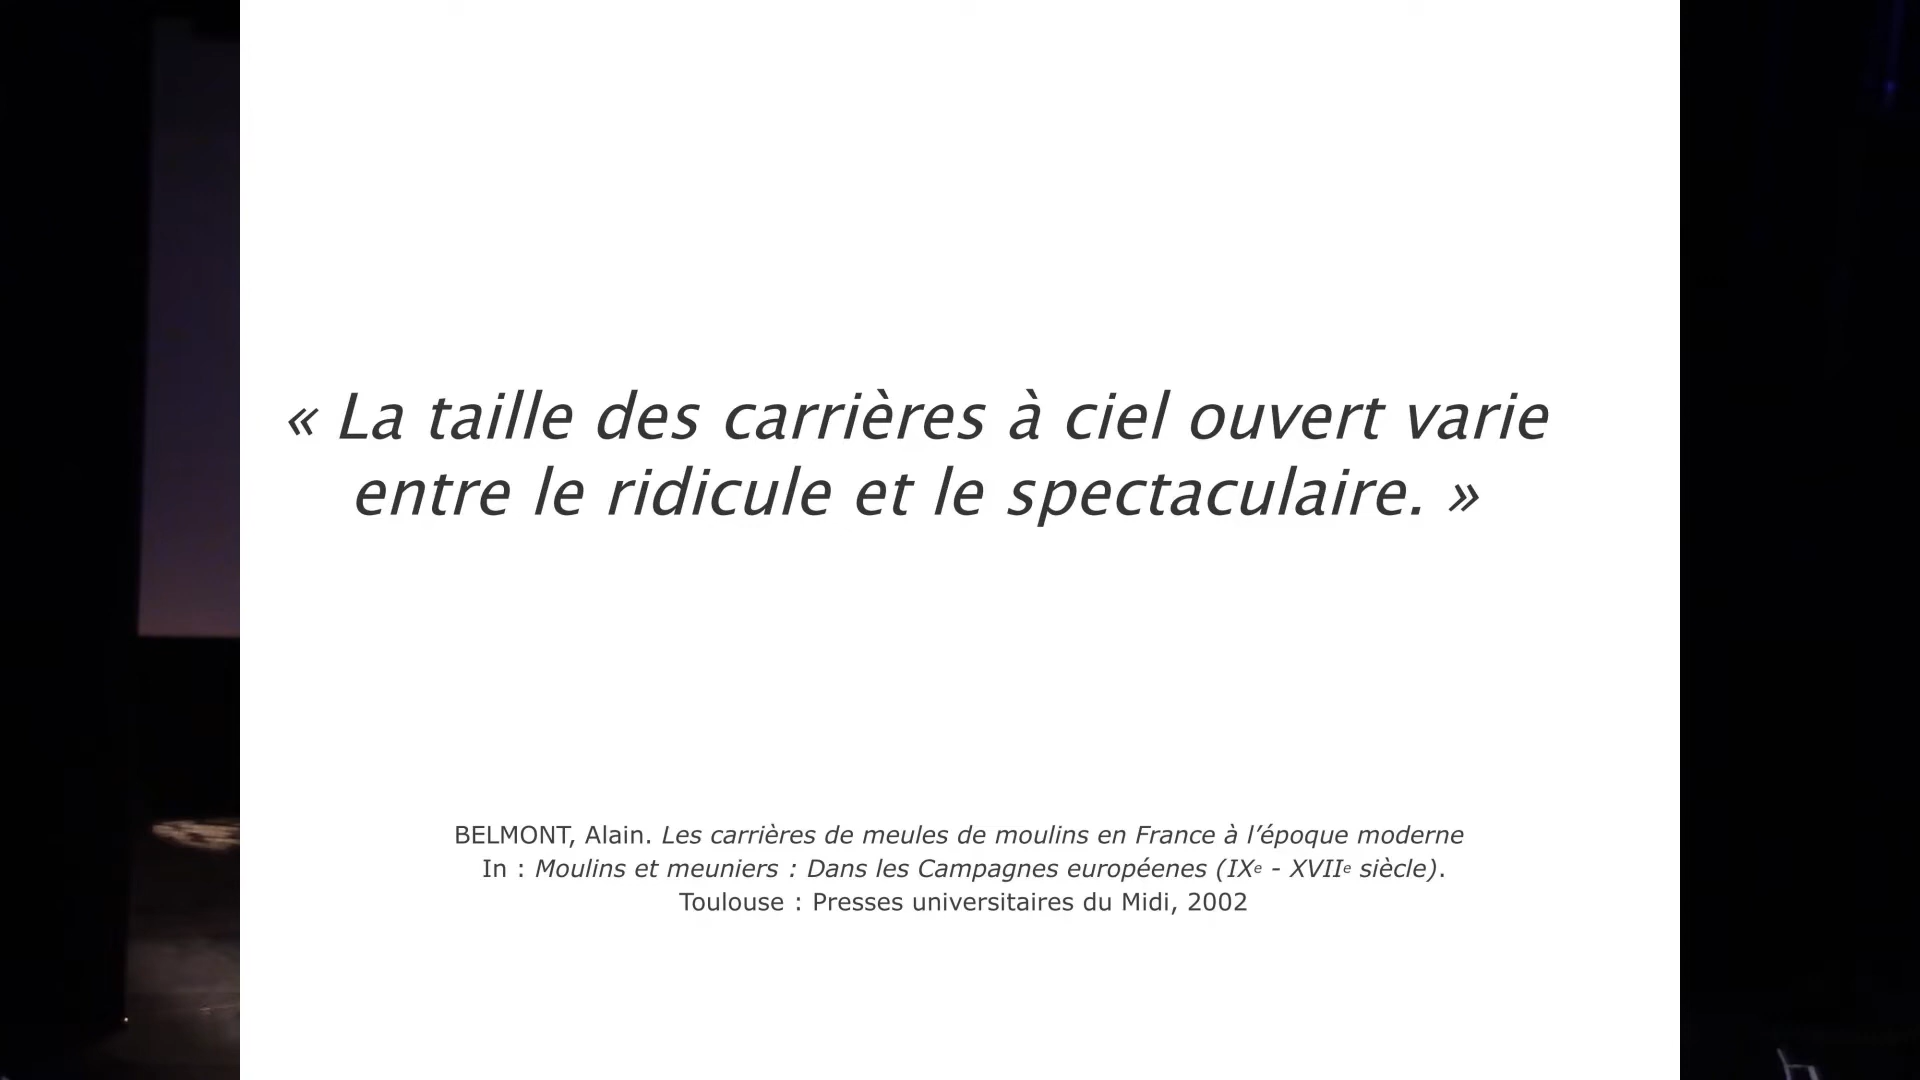 « La taille des carrières à ciel ouvert varie
entre le ridicule et le spectaculaire. »
BELMONT, Alain. Les carrières de meules de moulins en France à l’époque moderne
In : Moulins et meuniers : Dans les Campagnes européenes (IXe - XVIIe siècle).
Toulouse : Presses universitaires du Midi, 2002